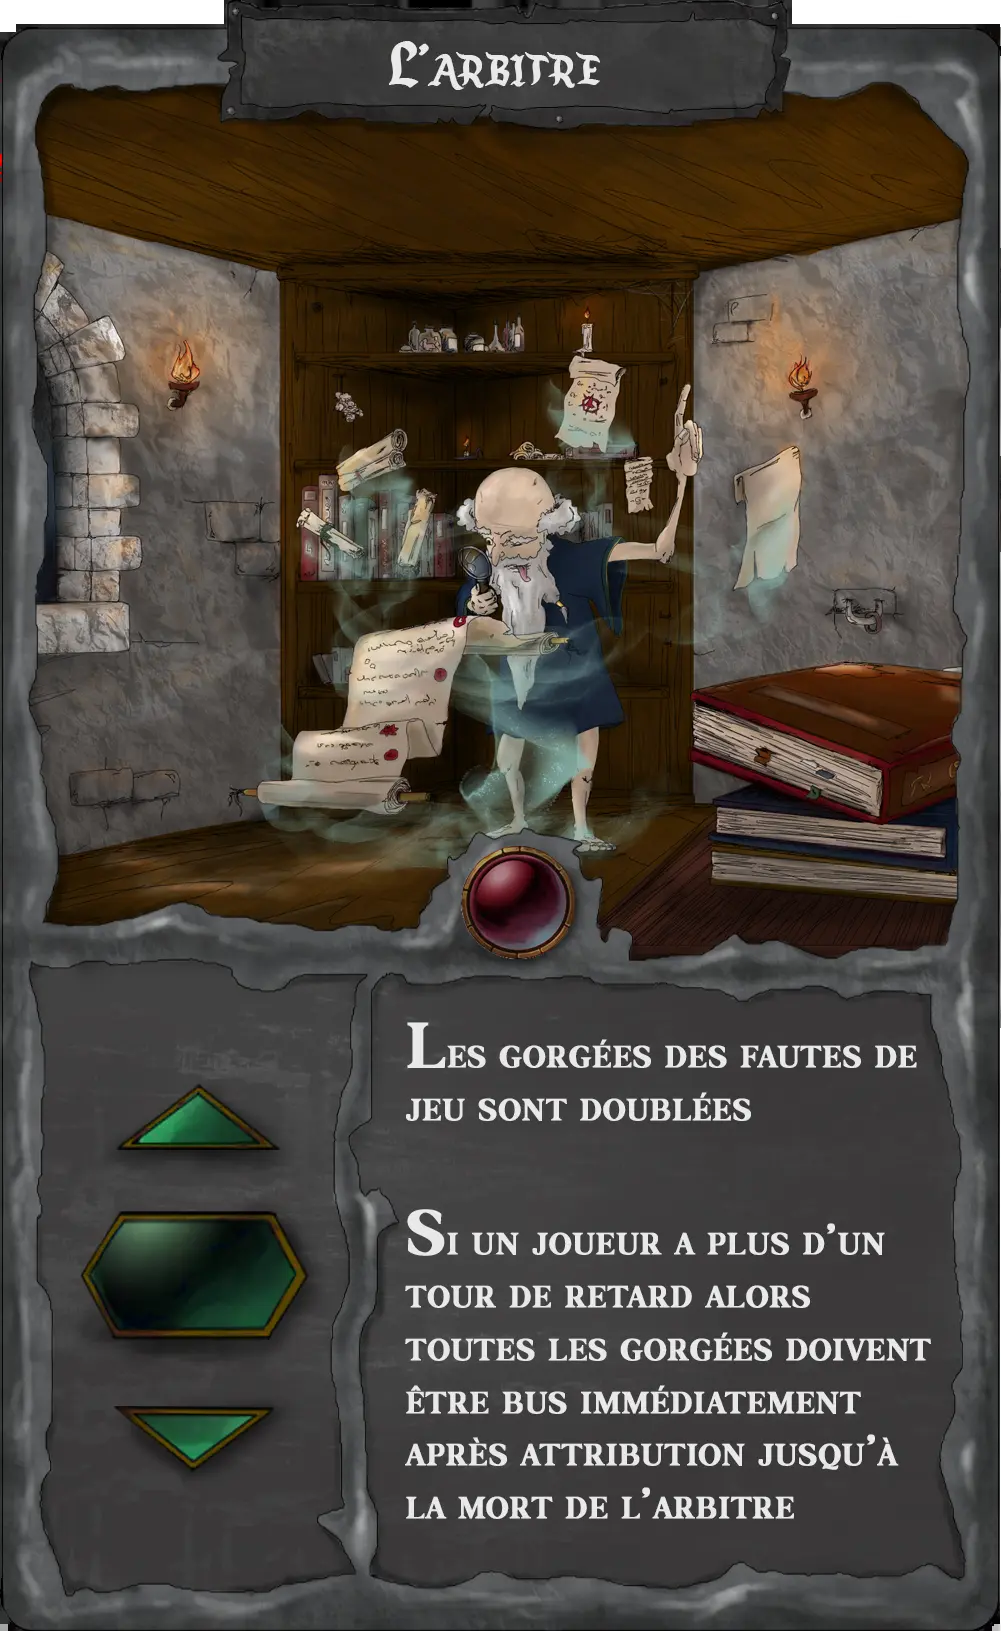 L'ARBITRE
LES GORGÉES DES FAUTES DE
JEU SONT DOUBLÉES
SI UN JOUEUR A PLUS D'UN
TOUR DE RETARD ALORS
TOUTES LES GORGÉES DOIVENT
ÊTRE BUS IMMÉDIATEMENT
APRÈS ATTRIBUTION JUSQU'À
LA MORT DE L'ARBITRE